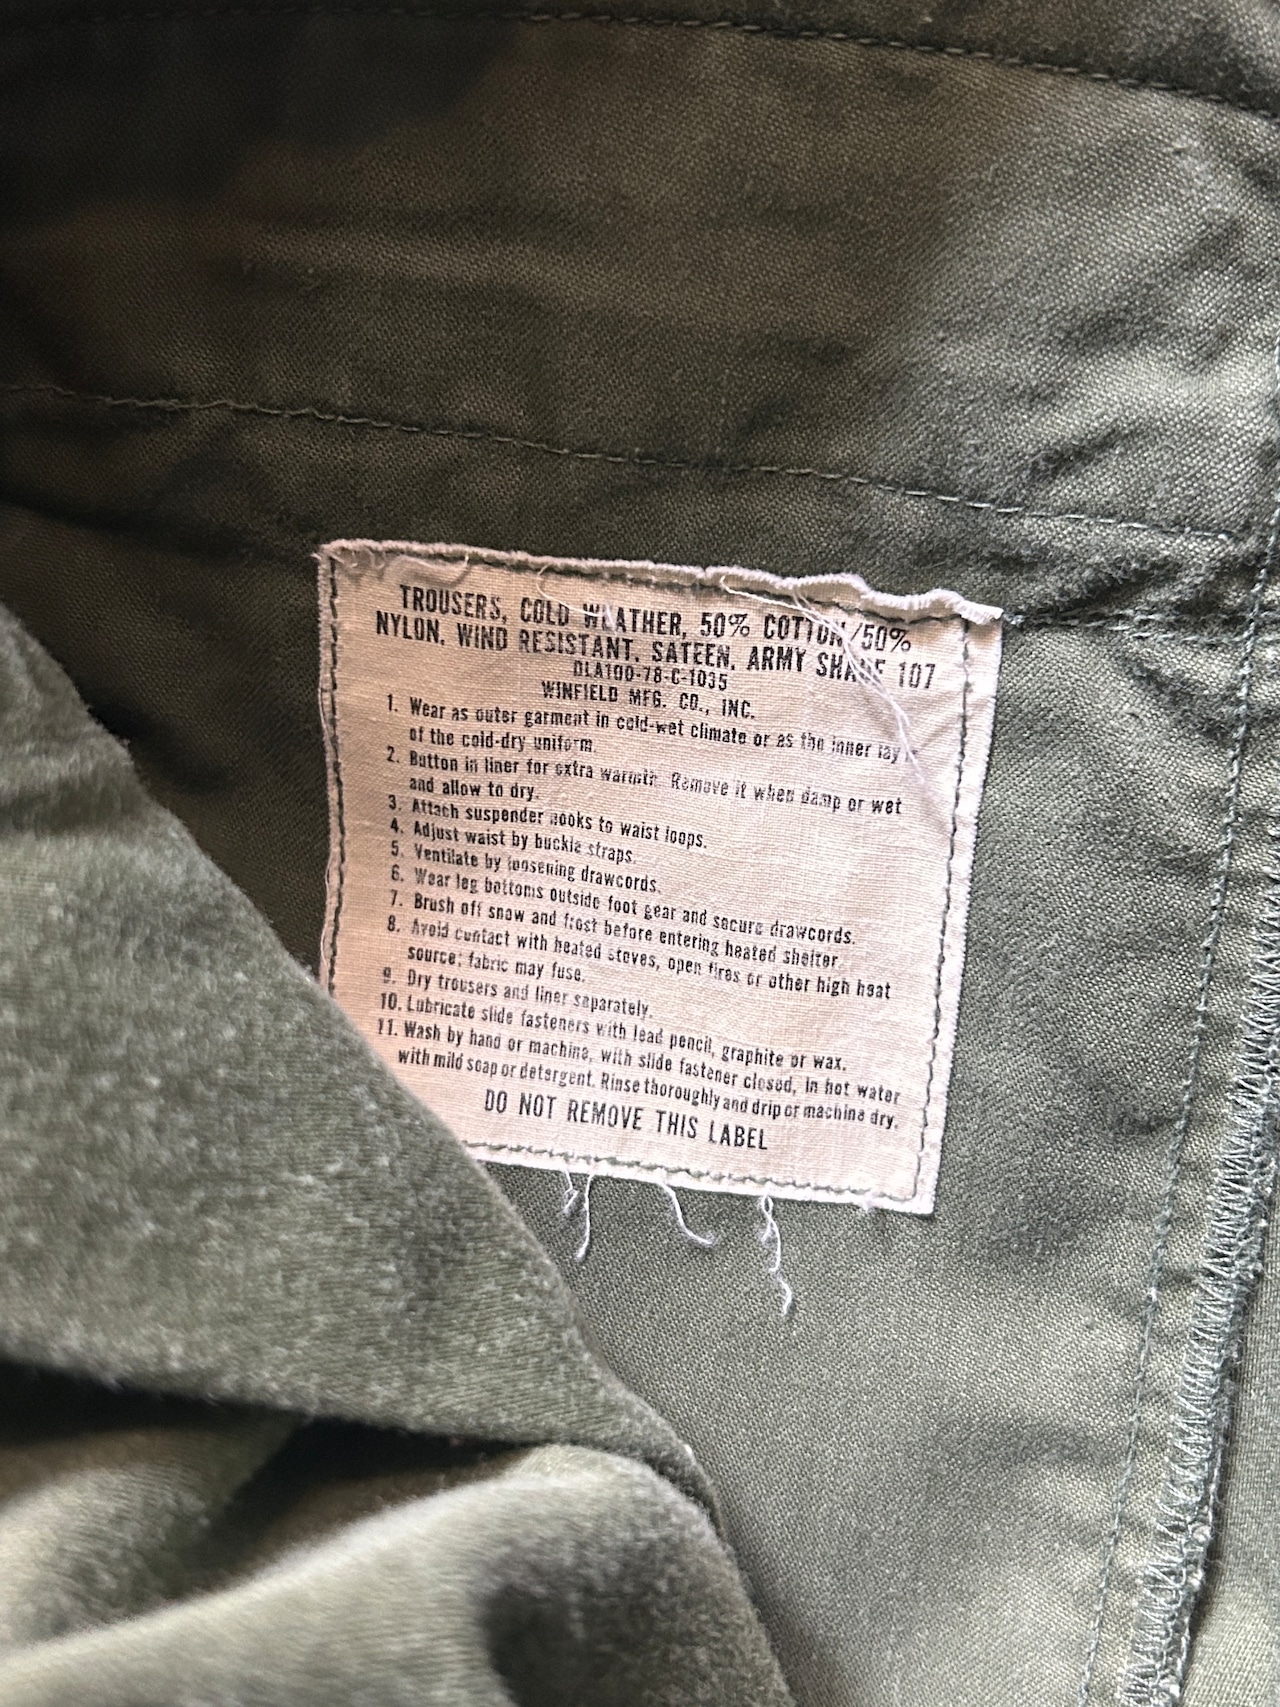 TROUSERS, COLD WEATHER, 50% COTTON/50%
NYLON, WIND RESISTANT, SATEEN, ARMY SHADE 107
DLA100-78-C-1035
WINFIELD MFG. CO., INC.
1. Wear as outer garment in cold-wet climate or as the inner lay
of the cold-dry uniform.
2. Button in liner for extra warmth. Remove it when damp or wet
and allow to dry.
3. Attach suspender hooks to waist loops.
4. Adjust waist by buckle straps.
5. Ventilate by loosening drawcords.
6. Wear leg bottoms outside foot gear and secure drawcords.
7. Brush off snow and frost before entering heated shelter.
8. Avoid contact with heated stoves, open fires or other high heat
source; fabric may fuse.
9. Dry trousers and liner separately.
10. Lubricate slide fasteners with lead pencil, graphite or wax.
11. Wash by hand or machine, with slide fastener closed, in hot water
with mild soap or detergent. Rinse thoroughly and drip or machine dry.
DO NOT REMOVE THIS LABEL